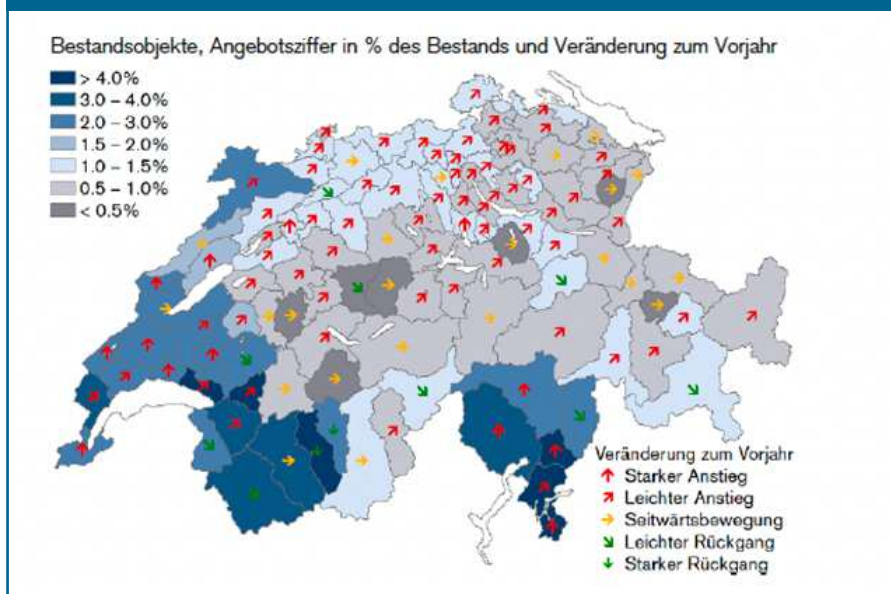 Bestandsobjekte, Angebotsziffer in % des Bestands und Veränderung zum Vorjahr
> 4.0%
3.0 – 4.0%
2.0 – 3.0%
1.5 – 2.0%
1.0 – 1.5%
0.5 – 1.0%
< 0.5%
Veränderung zum Vorjahr
Starker Anstieg
Leichter Anstieg
Seitwärtsbewegung
Leichter Rückgang
Starker Rückgang